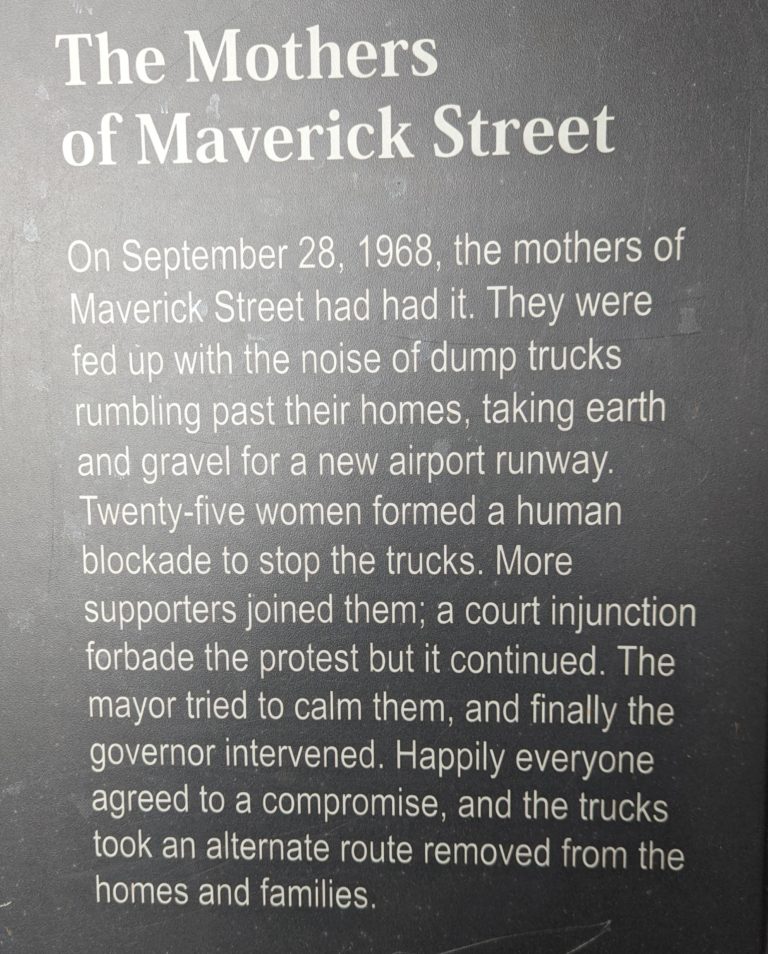 The Mothers
of Maverick Street
On September 28, 1968, the mothers of
Maverick Street had had it. They were
fed up with the noise of dump trucks
rumbling past their homes, taking earth
and gravel for a new airport runway.
Twenty-five women formed a human
blockade to stop the trucks. More
supporters joined them; a court injunction
forbade the protest but it continued. The
mayor tried to calm them, and finally the
governor intervened. Happily everyone
agreed to a compromise, and the trucks
took an alternate route removed from the
homes and families.